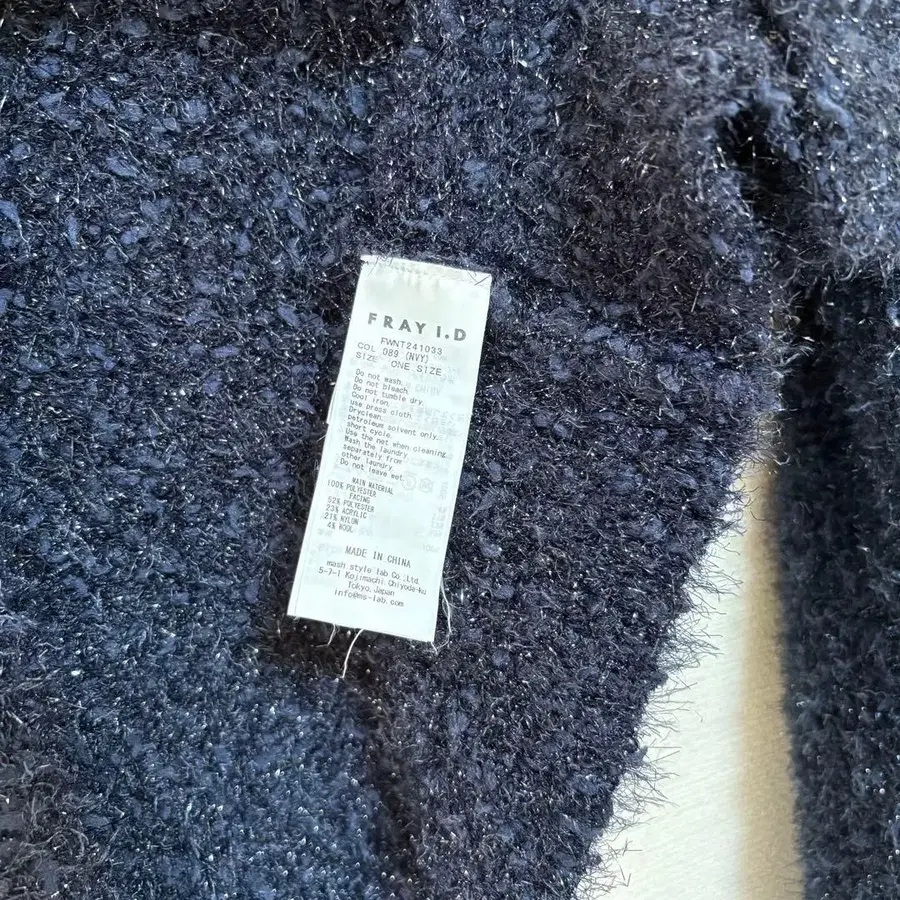 FRAY I.D
FWNT241033
COL 089 (NVY)
SIZE ONE SIZE
Do not wash.
Do not bleach.
Do not tumble dry.
Cool iron.
use press cloth
Dryclean.
petroleum solvent only.
short cycle.
Use the net when cleaning.
Wash the laundry
separately from
other laundry.
Do not leave wet.
MAIN MATERIAL
100% POLYESTER
FACING
52% POLYESTER
23% ACRYLIC
21% NYLON
4% WOOL
MADE IN CHINA
mash style lab Co.,Ltd.
5-7-1 Kojimachi Chiyoda-ku
Tokyo,Japan
info@ms-lab.com